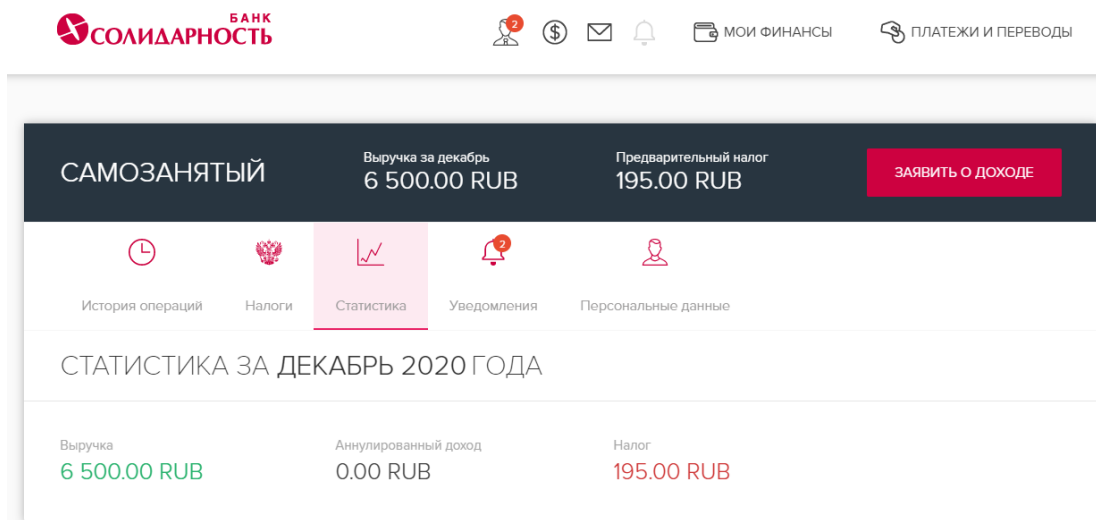 БАНК
СОЛИДАРНОСТЬ
2
МОИ ФИНАНСЫ
ПЛАТЕЖИ И ПЕРЕВОДЫ
САМОЗАНЯТЫЙ
Выручка за декабрь
6 500.00 RUB
Предварительный налог
195.00 RUB
ЗАЯВИТЬ О ДОХОДЕ
2
История операций
Налоги
Статистика
Уведомления
Персональные данные
СТАТИСТИКА ЗА ДЕКАБРЬ 2020 ГОДА
Выручка
6 500.00 RUB
Аннулированный доход
0.00 RUB
Налог
195.00 RUB